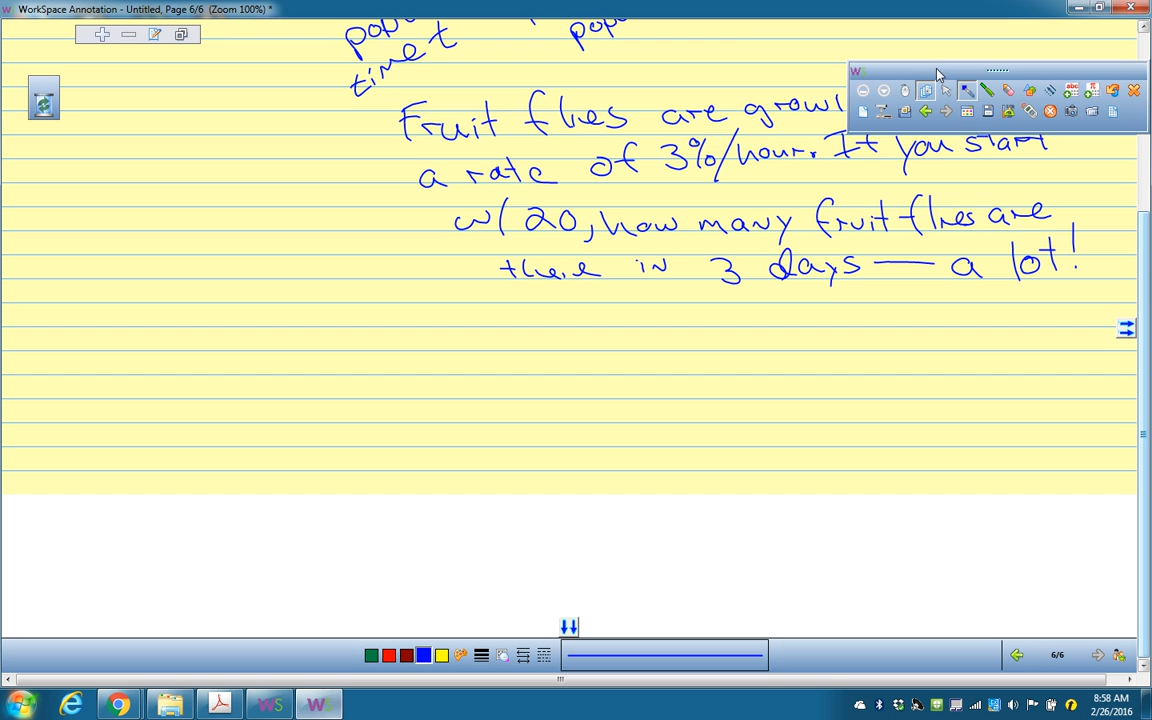 WorkSpace Annotation - Untitled, Page 6/6 (Zoom 100%) *
pop
time t
Fruit flies are growi
a rate of 3%/hour. If you start
w/ 20, how many fruit flies are
there in 3 days — a lot!
6/6
8:58 AM
2/26/2016